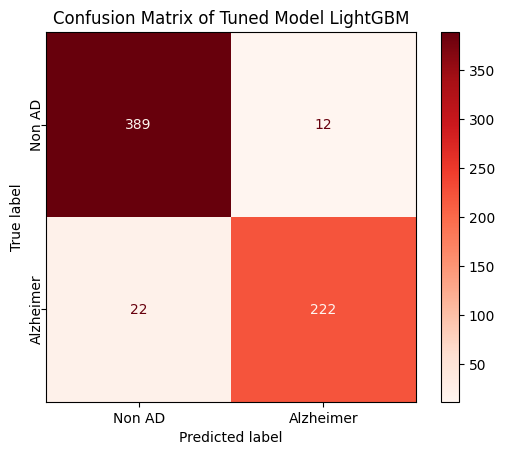 Confusion Matrix of Tuned Model LightGBM
True label
Non AD
389
12
Alzheimer
22
222
Non AD
Alzheimer
Predicted label
350
300
250
200
150
100
50